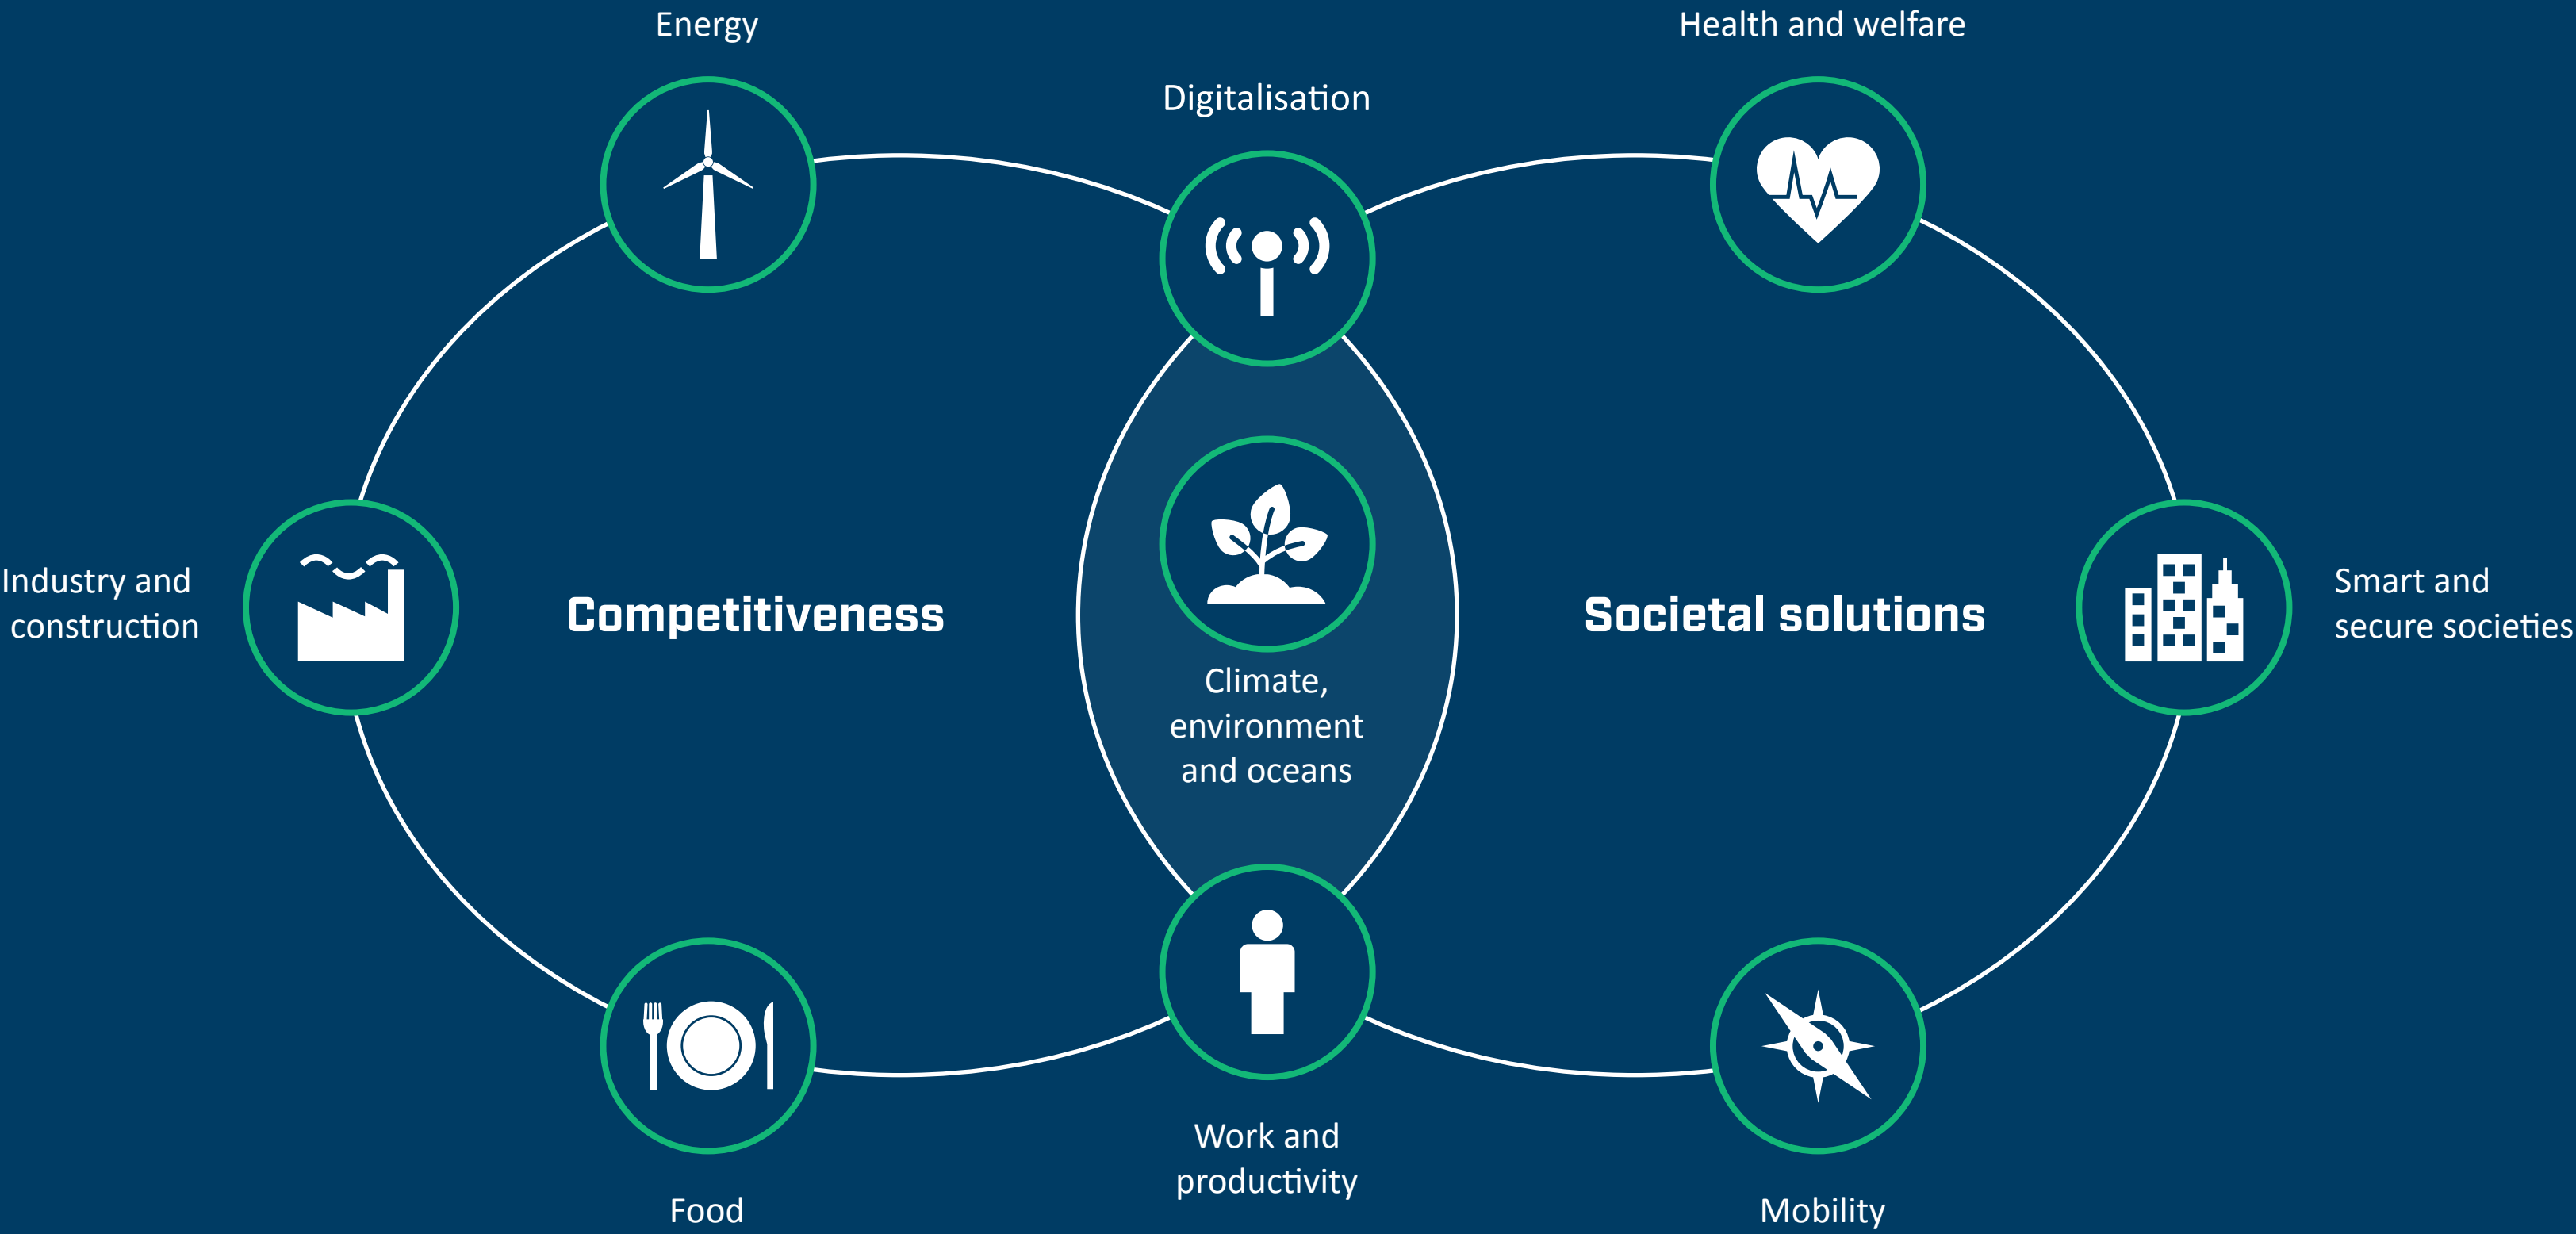 Energy
Health and welfare
Digitalisation
Industry and
construction
Competitiveness
Societal solutions
Smart and
secure societies
Climate,
environment
and oceans
Work and
productivity
Food
Mobility